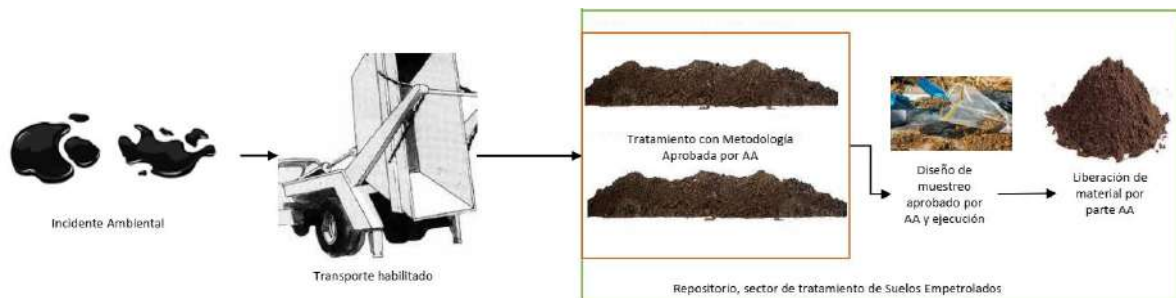 Incidente Ambiental
Transporte habilitado
Tratamiento con Metodología
Aprobada por AA
Diseño de
muestreo
aprobado por
AA y ejecución
Liberación de
material por
parte AA
Repositorio, sector de tratamiento de Suelos Empetrolados